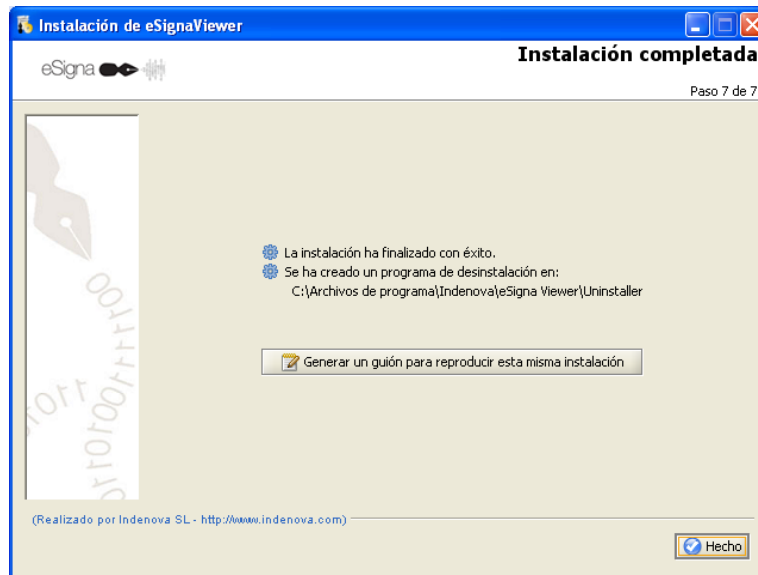 Instalación de eSignaViewer
Instalación completada
eSigna
Paso 7 de 7
La instalación ha finalizado con éxito.
Se ha creado un programa de desinstalación en:
C:\Archivos de programa\Indenova\eSigna Viewer\Uninstaller
Generar un guión para reproducir esta misma instalación
(Realizado por Indenova SL - http://www.indenova.com)
Hecho